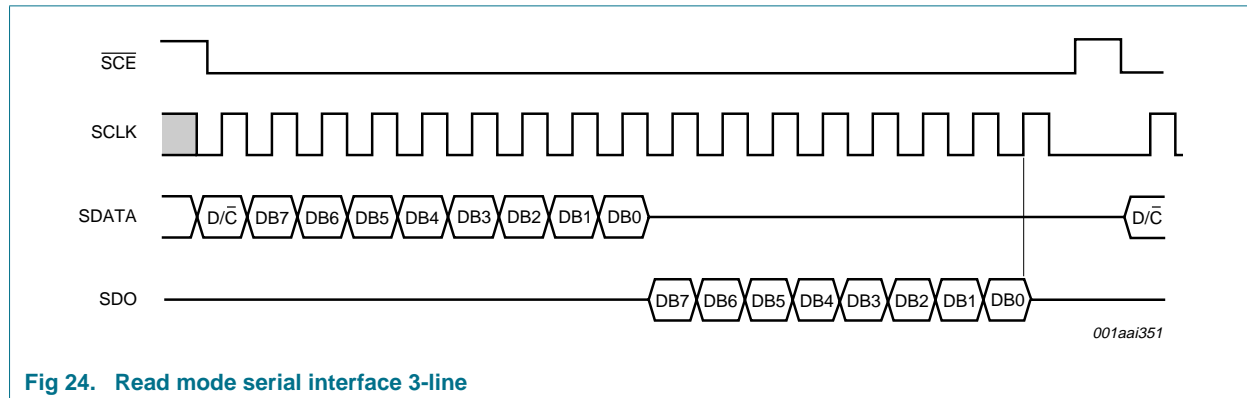 S̅C̅E̅
SCLK
SDATA D/C̅ DB7 DB6 DB5 DB4 DB3 DB2 DB1 DB0 D/C̅
SDO DB7 DB6 DB5 DB4 DB3 DB2 DB1 DB0
001aai351
Fig 24. Read mode serial interface 3-line